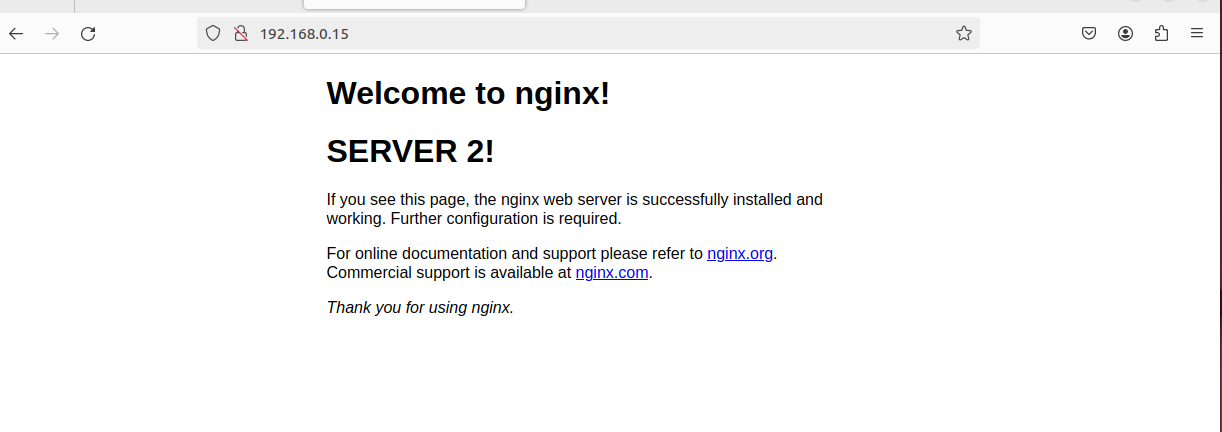 192.168.0.15
Welcome to nginx!
SERVER 2!
If you see this page, the nginx web server is successfully installed and
working. Further configuration is required.
For online documentation and support please refer to nginx.org.
Commercial support is available at nginx.com.
Thank you for using nginx.